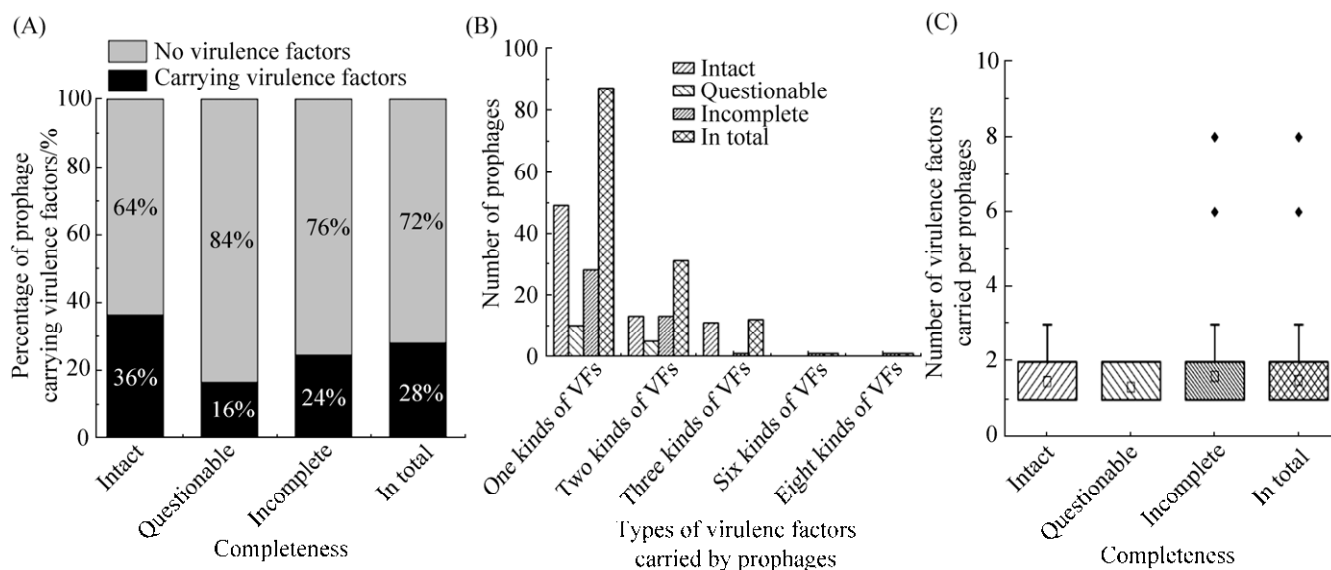 (A)
No virulence factors
Carrying virulence factors
Percentage of prophage
carrying virulence factors/%
100
80
60
40
20
0
64%
84%
76%
72%
36%
16%
24%
28%
Intact
Questionable
Incomplete
In total
Completeness
(B)
Number of prophages
100
80
60
40
20
0
Intact
Questionable
Incomplete
In total
One kinds of VFs
Two kinds of VFs
Three kinds of VFs
Six kinds of VFs
Eight kinds of VFs
Types of virulenc factors
carried by prophages
(C)
Number of virulence factors
carried per prophages
10
8
6
4
2
0
Intact
Questionable
Incomplete
In total
Completeness